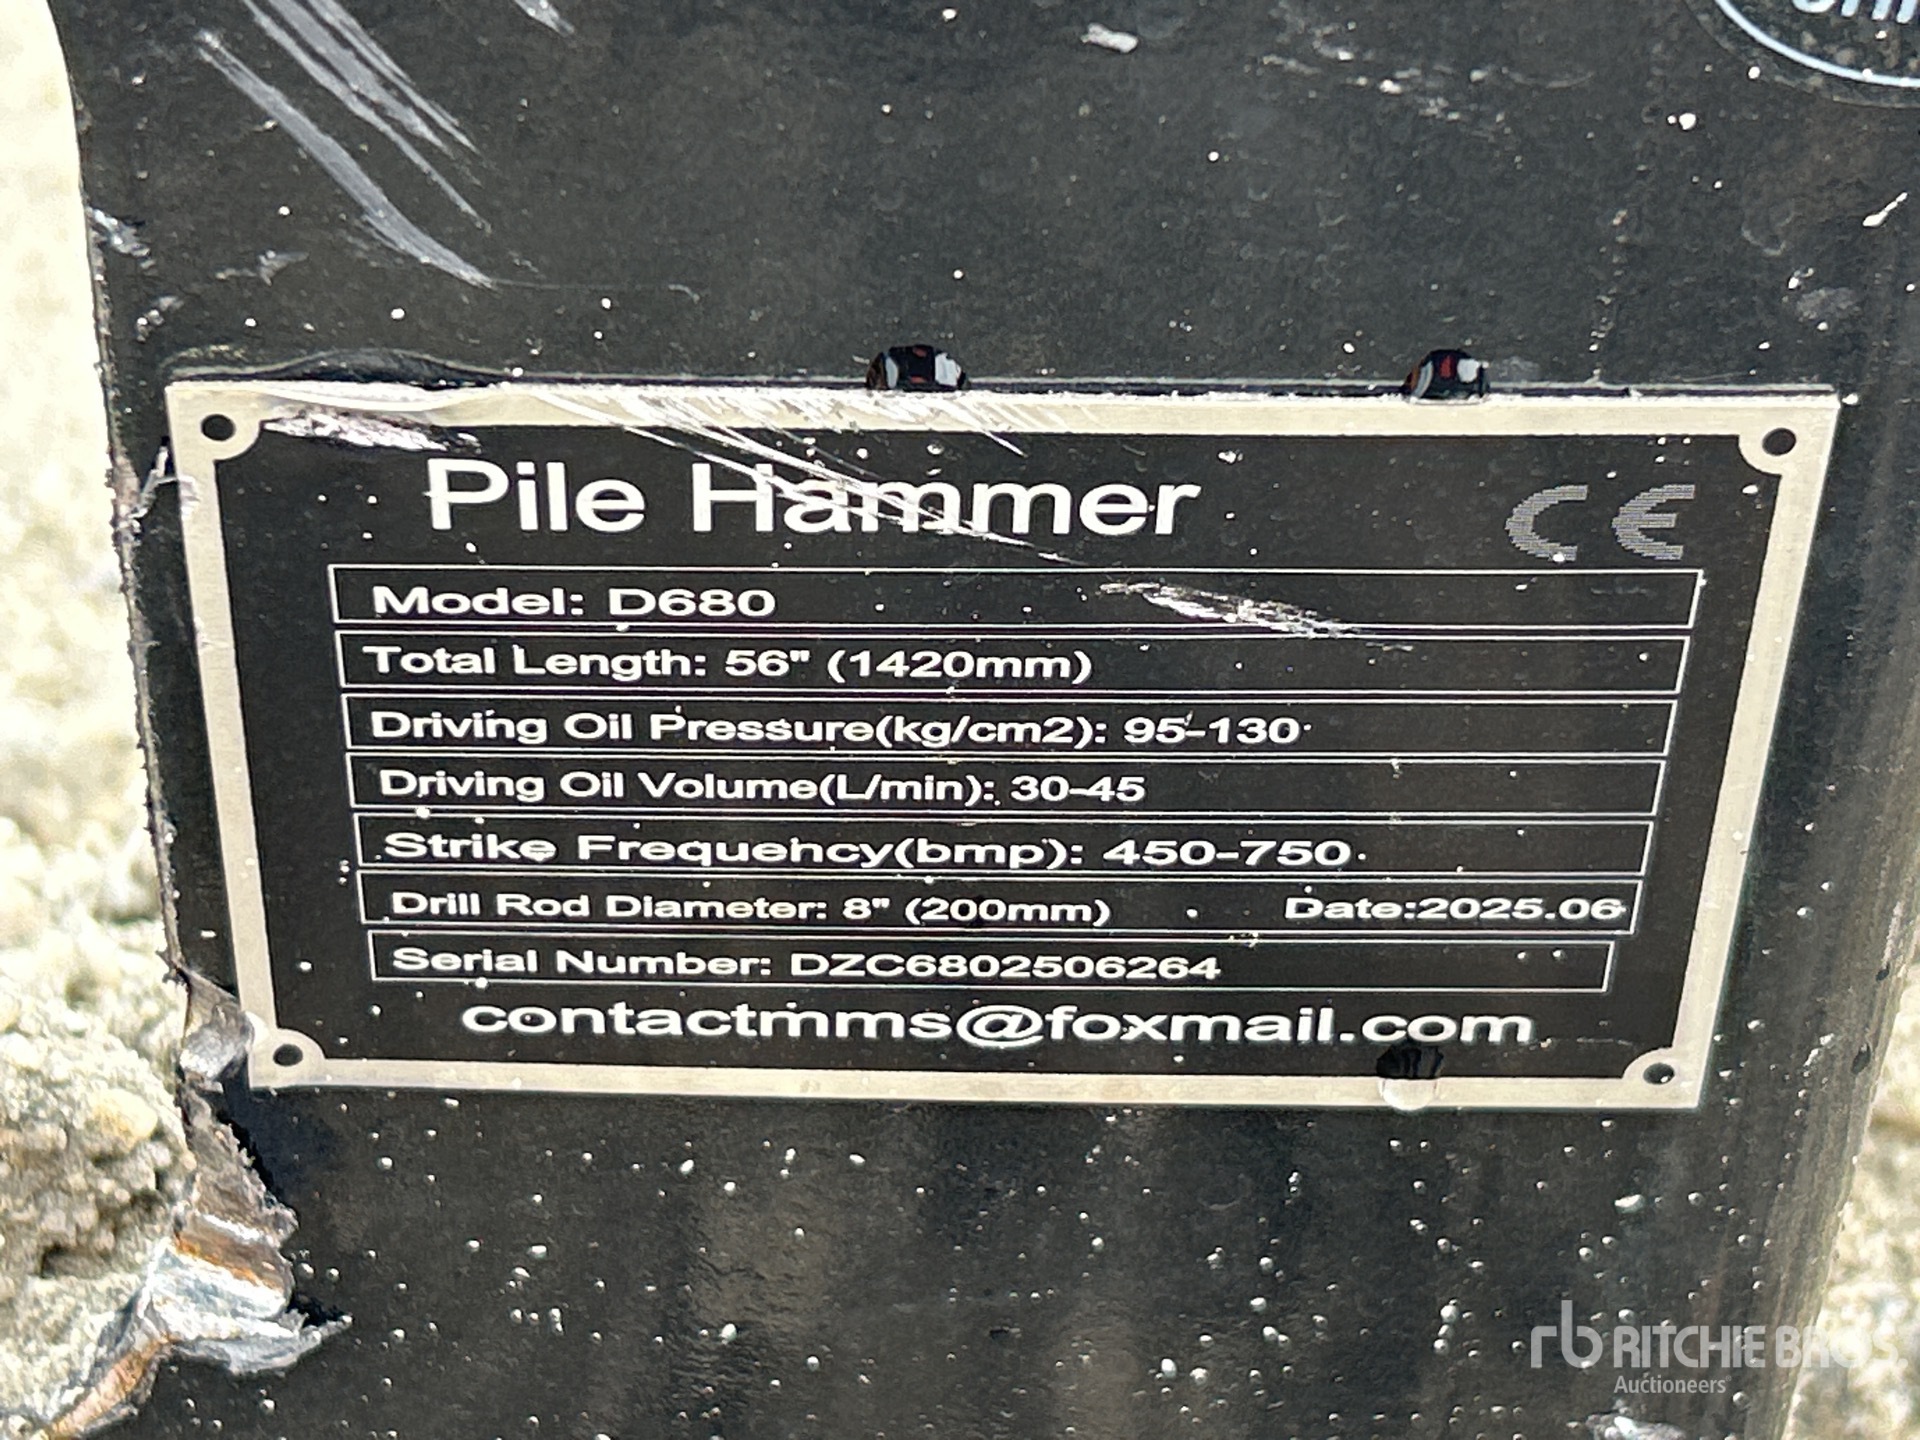 Pile Hammer CE
Model: D680
Total Length: 56" (1420mm)
Driving Oil Pressure(kg/cm2): 95-130
Driving Oil Volume(L/min): 30-45
Strike Frequehcy(bmp): 450-750
Drill Rod Diameter: 8" (200mm) Date:2025.06
Serial Number: DZC6802506264
contactmms@foxmail.com
rb RITCHIE BROS.
Auctioneers